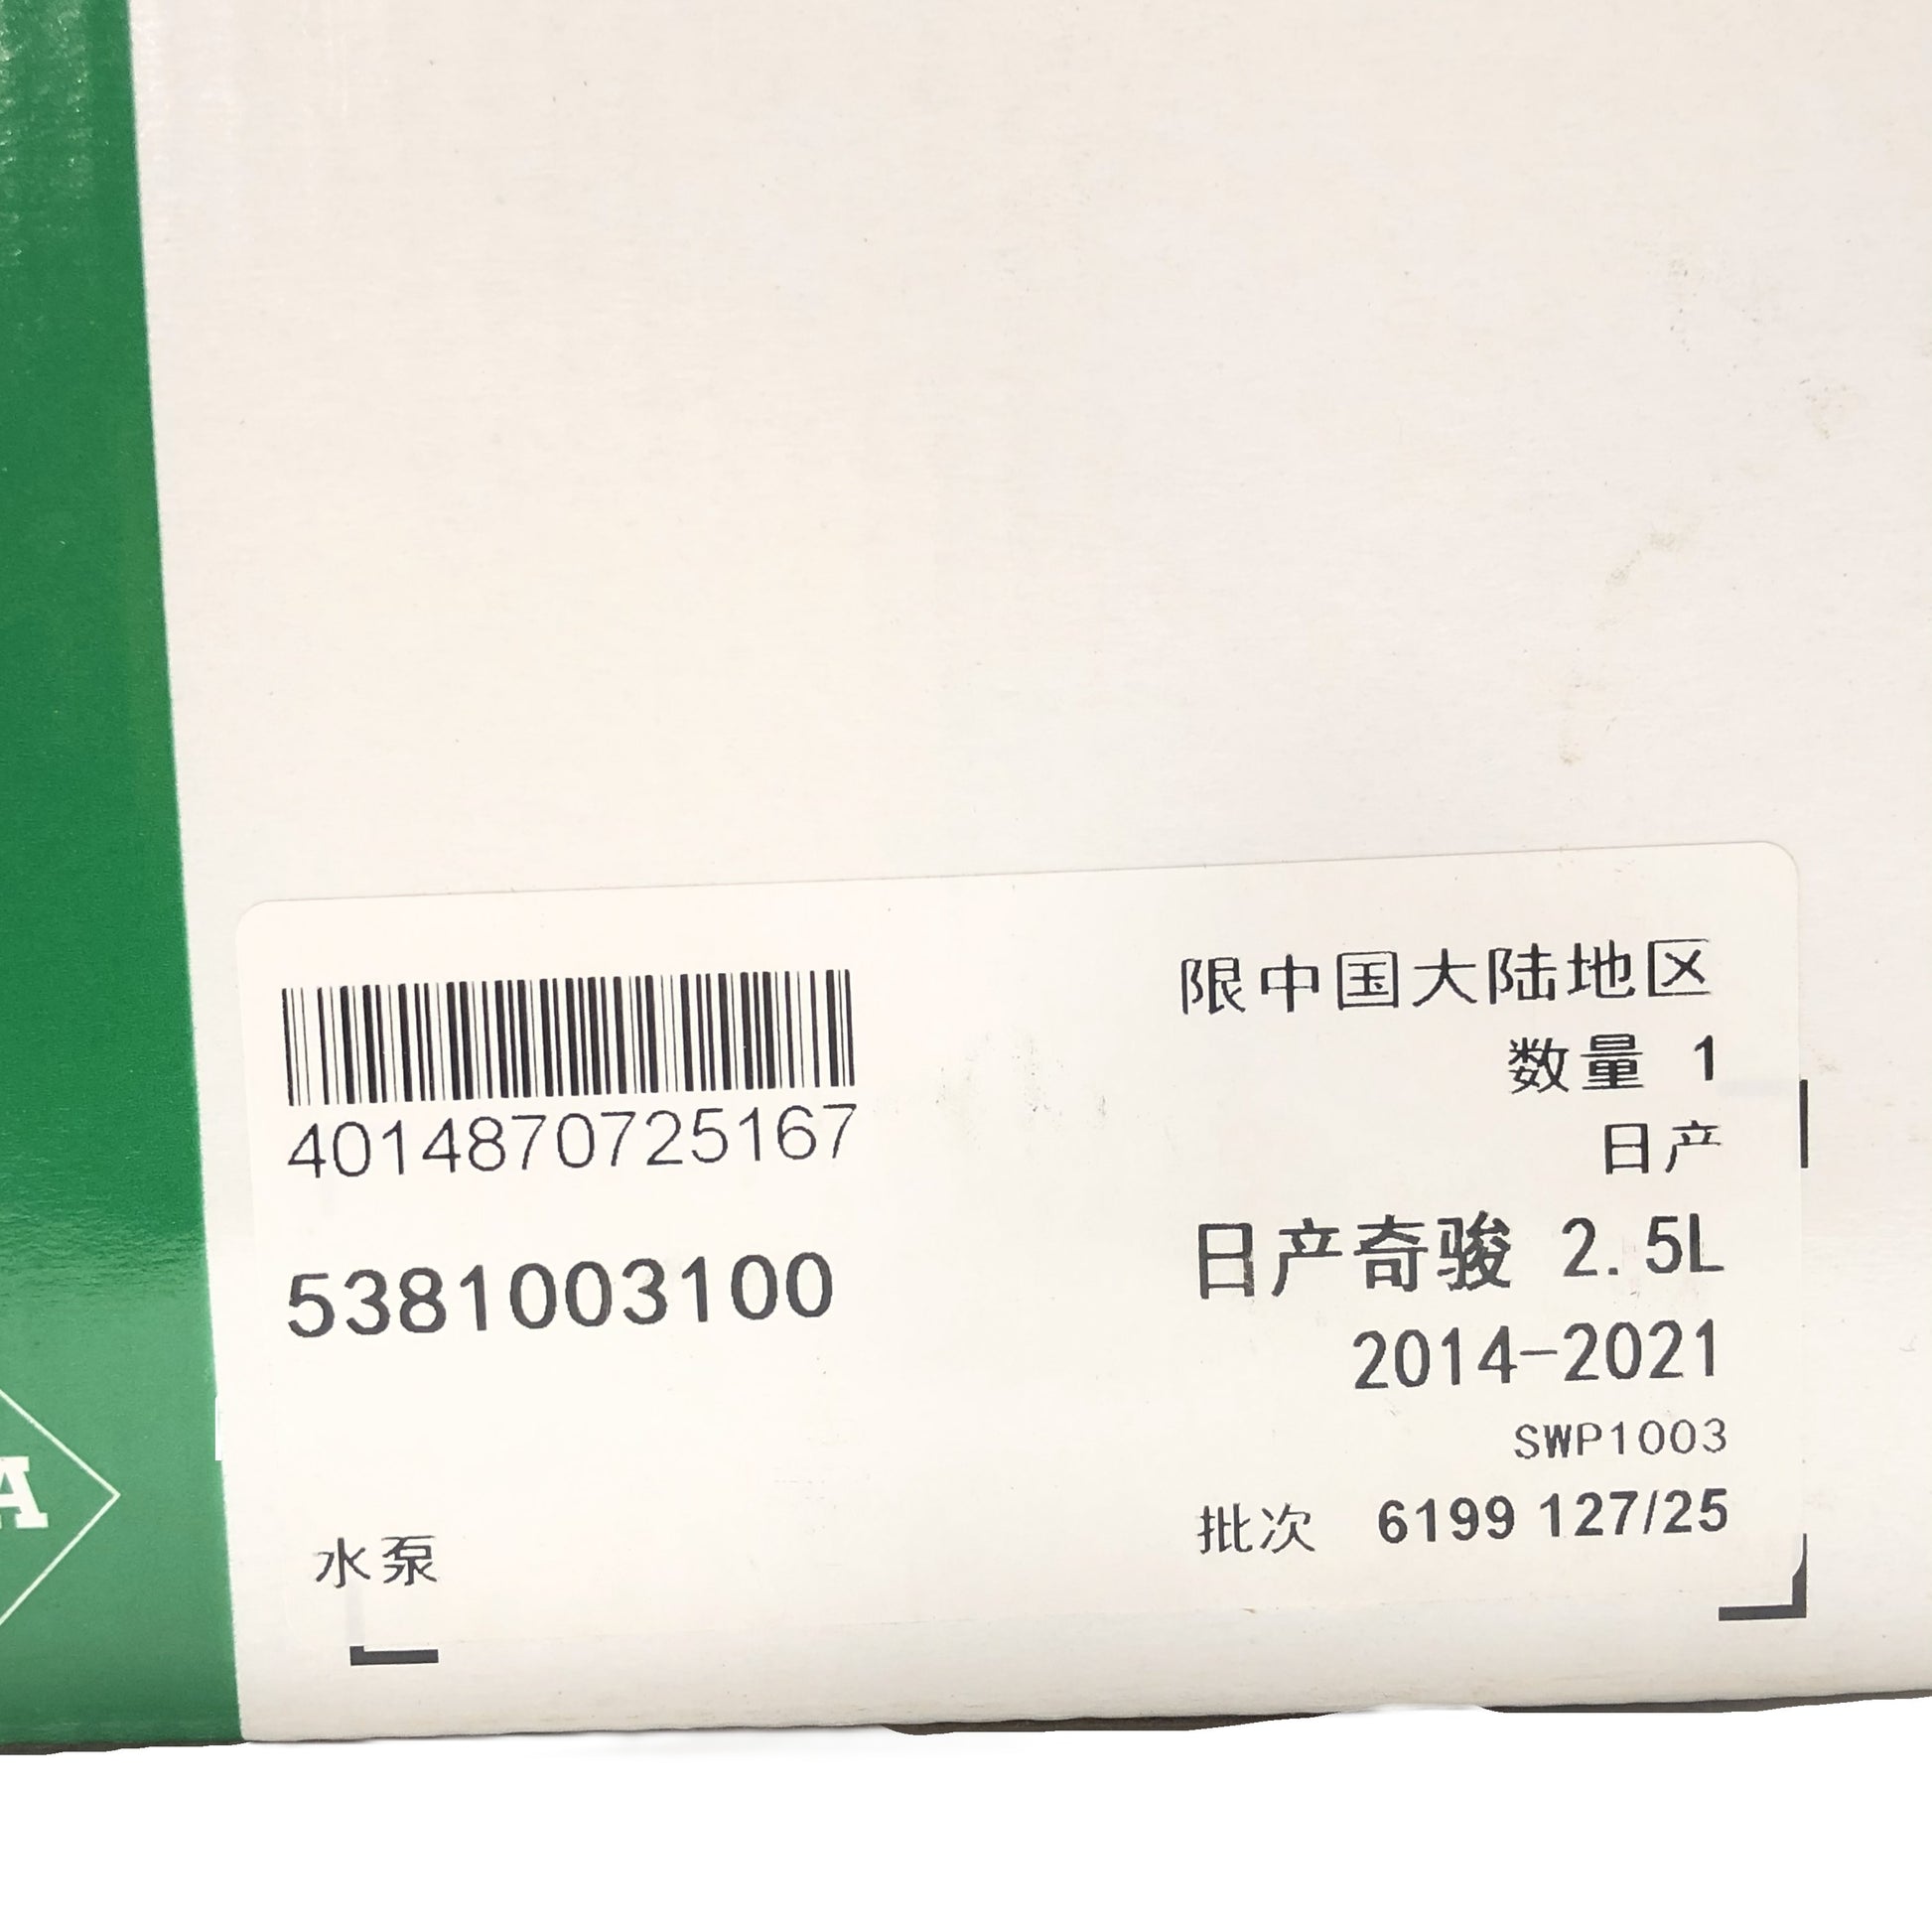 限中国大陆地区
4014870725167
数量 1
日产
5381003100
日产奇骏 2.5L
2014-2021
SWP1003
批次 6199 127/25
水泵
A